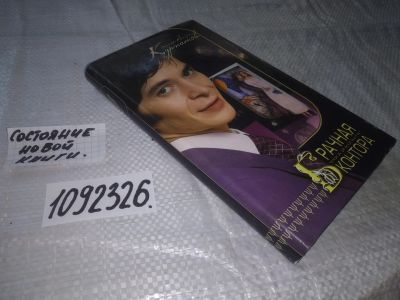 СОСТОЯНИЕ
НОВОЙ
КНИГИ.
1092326.
БРАЧНАЯ
КОНТОРА